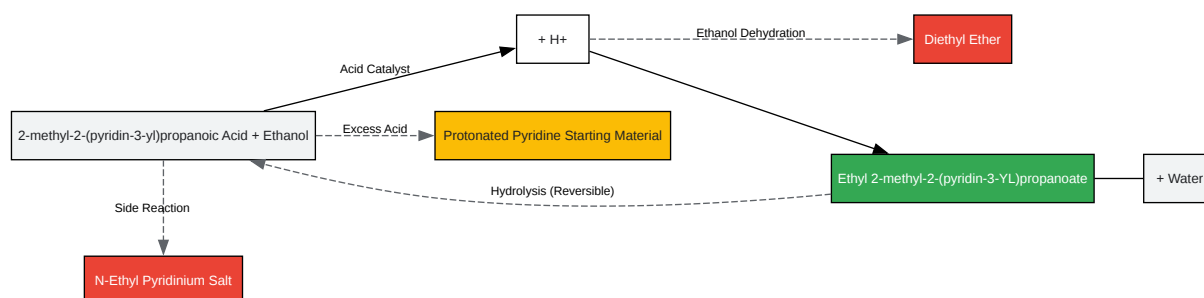 + H+
Ethanol Dehydration
Diethyl Ether
Acid Catalyst
2-methyl-2-(pyridin-3-yl)propanoic Acid + Ethanol
Excess Acid
Protonated Pyridine Starting Material
Ethyl 2-methyl-2-(pyridin-3-YL)propanoate
+ Water
Hydrolysis (Reversible)
Side Reaction
N-Ethyl Pyridinium Salt